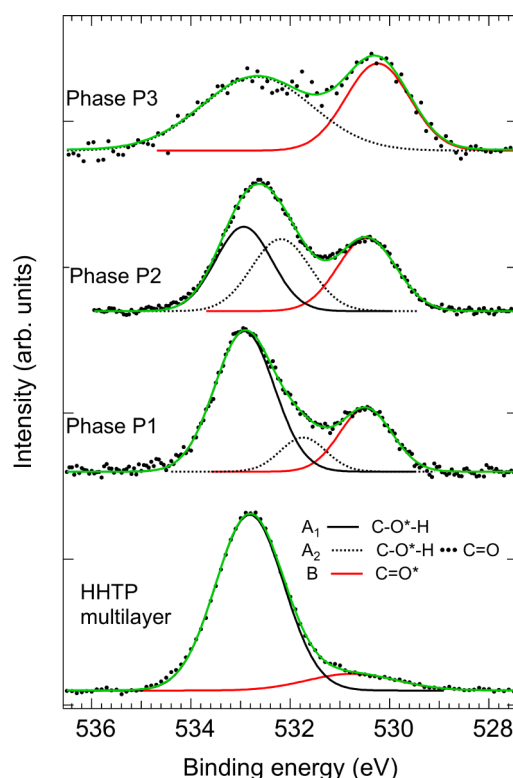 Phase P3
Phase P2
Phase P1
HHTP
multilayer
A1 C-O*-H
A2 C-O*-H ••• C=O
B C=O*
Intensity (arb. units)
536 534 532 530 528
Binding energy (eV)